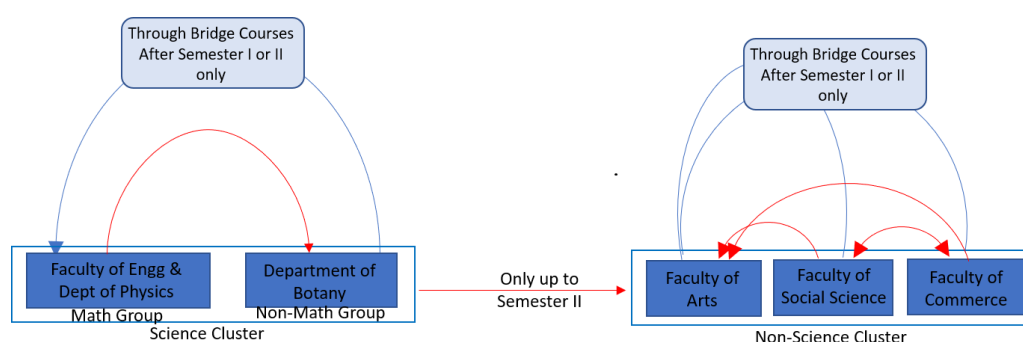 Through Bridge Courses
After Semester I or II
only
Through Bridge Courses
After Semester I or II
only
Faculty of Engg &
Dept of Physics
Math Group
Department of
Botany
Non-Math Group
Science Cluster
Only up to
Semester II
Faculty of
Arts
Faculty of
Social Science
Faculty of
Commerce
Non-Science Cluster